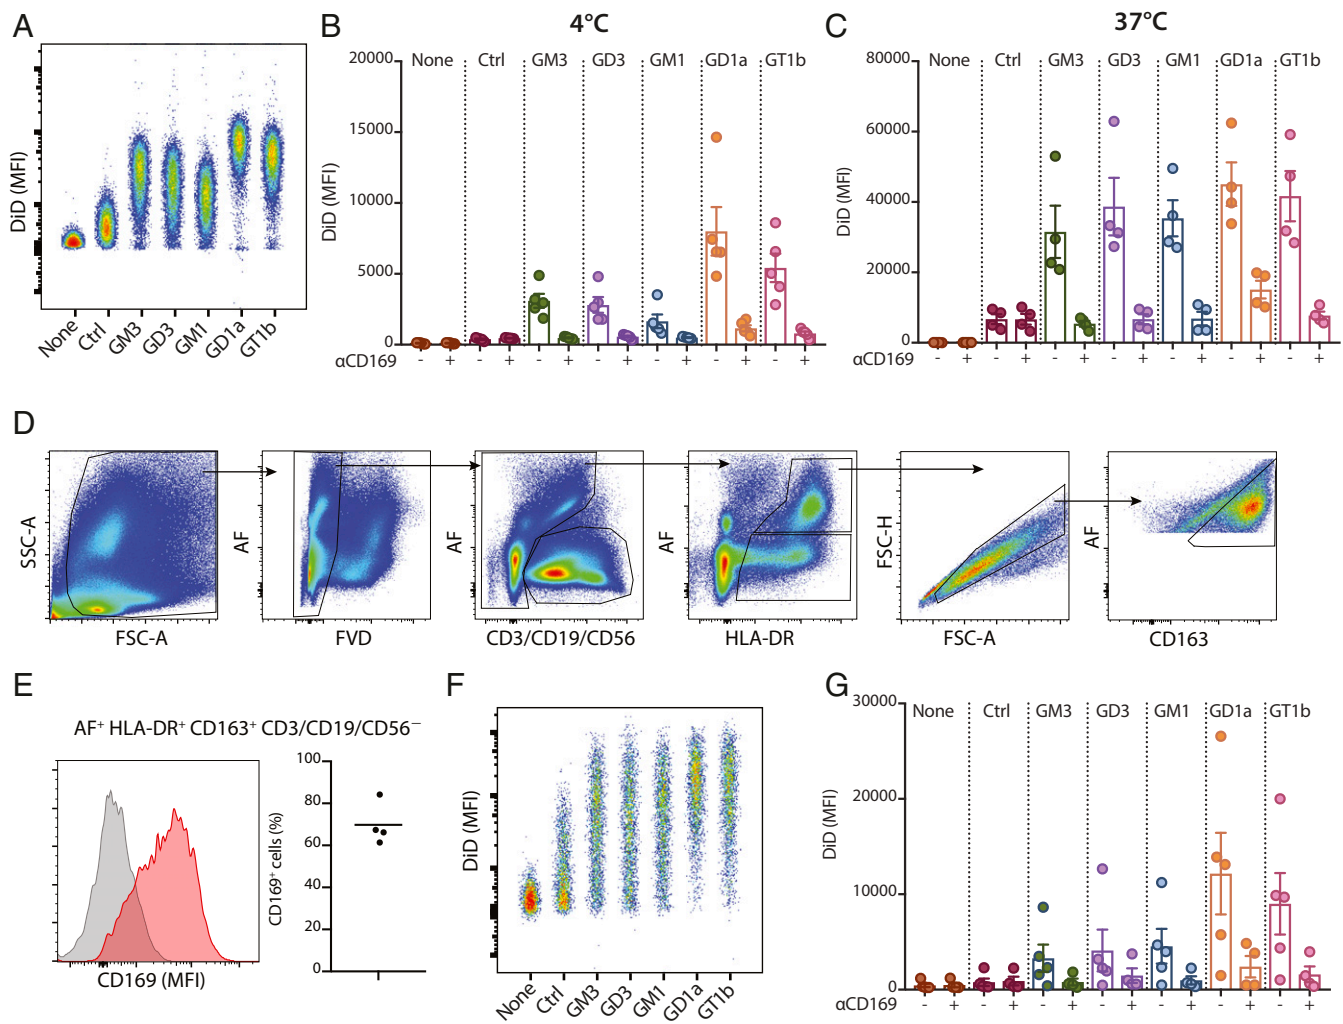 A
DiD (MFI)
None
Ctrl
GM3
GD3
GM1
GD1a
GT1b
B
4°C
DiD (MFI)
20000
15000
10000
5000
0
None
Ctrl
GM3
GD3
GM1
GD1a
GT1b
αCD169
- + - + - + - + - + - + - +
C
37°C
DiD (MFI)
80000
60000
40000
20000
0
None
Ctrl
GM3
GD3
GM1
GD1a
GT1b
αCD169
- + - + - + - + - + - + - +
D
SSC-A
FSC-A
AF
FVD
AF
CD3/CD19/CD56
AF
HLA-DR
FSC-H
FSC-A
AF
CD163
E
AF⁺ HLA-DR⁺ CD163⁺ CD3/CD19/CD56⁻
CD169 (MFI)
CD169⁺ cells (%)
100
80
60
40
20
0
F
DiD (MFI)
None
Ctrl
GM3
GD3
GM1
GD1a
GT1b
G
DiD (MFI)
30000
20000
10000
0
None
Ctrl
GM3
GD3
GM1
GD1a
GT1b
αCD169
- + - + - + - + - + - + - +